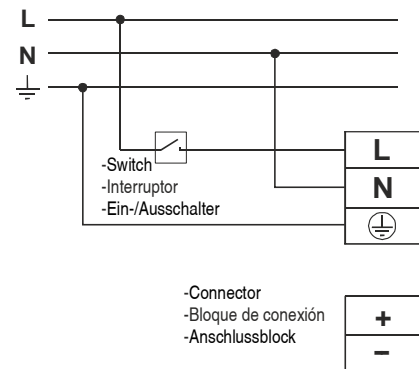 L
N
-Switch
-Interruptor
-Ein-/Ausschalter
L
N
-Connector
-Bloque de conexión
-Anschlussblock
+
−